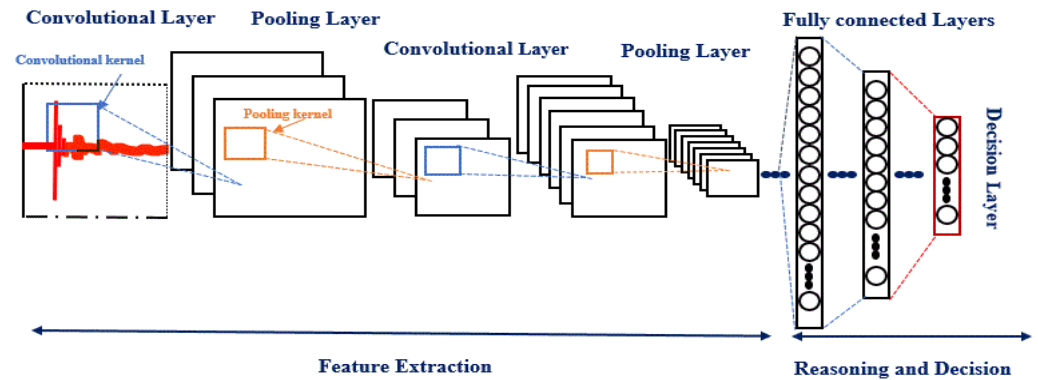 Convolutional Layer
Pooling Layer
Fully connected Layers
Convolutional Layer
Pooling Layer
Convolutional kernel
Pooling kernel
Decision Layer
Feature Extraction
Reasoning and Decision